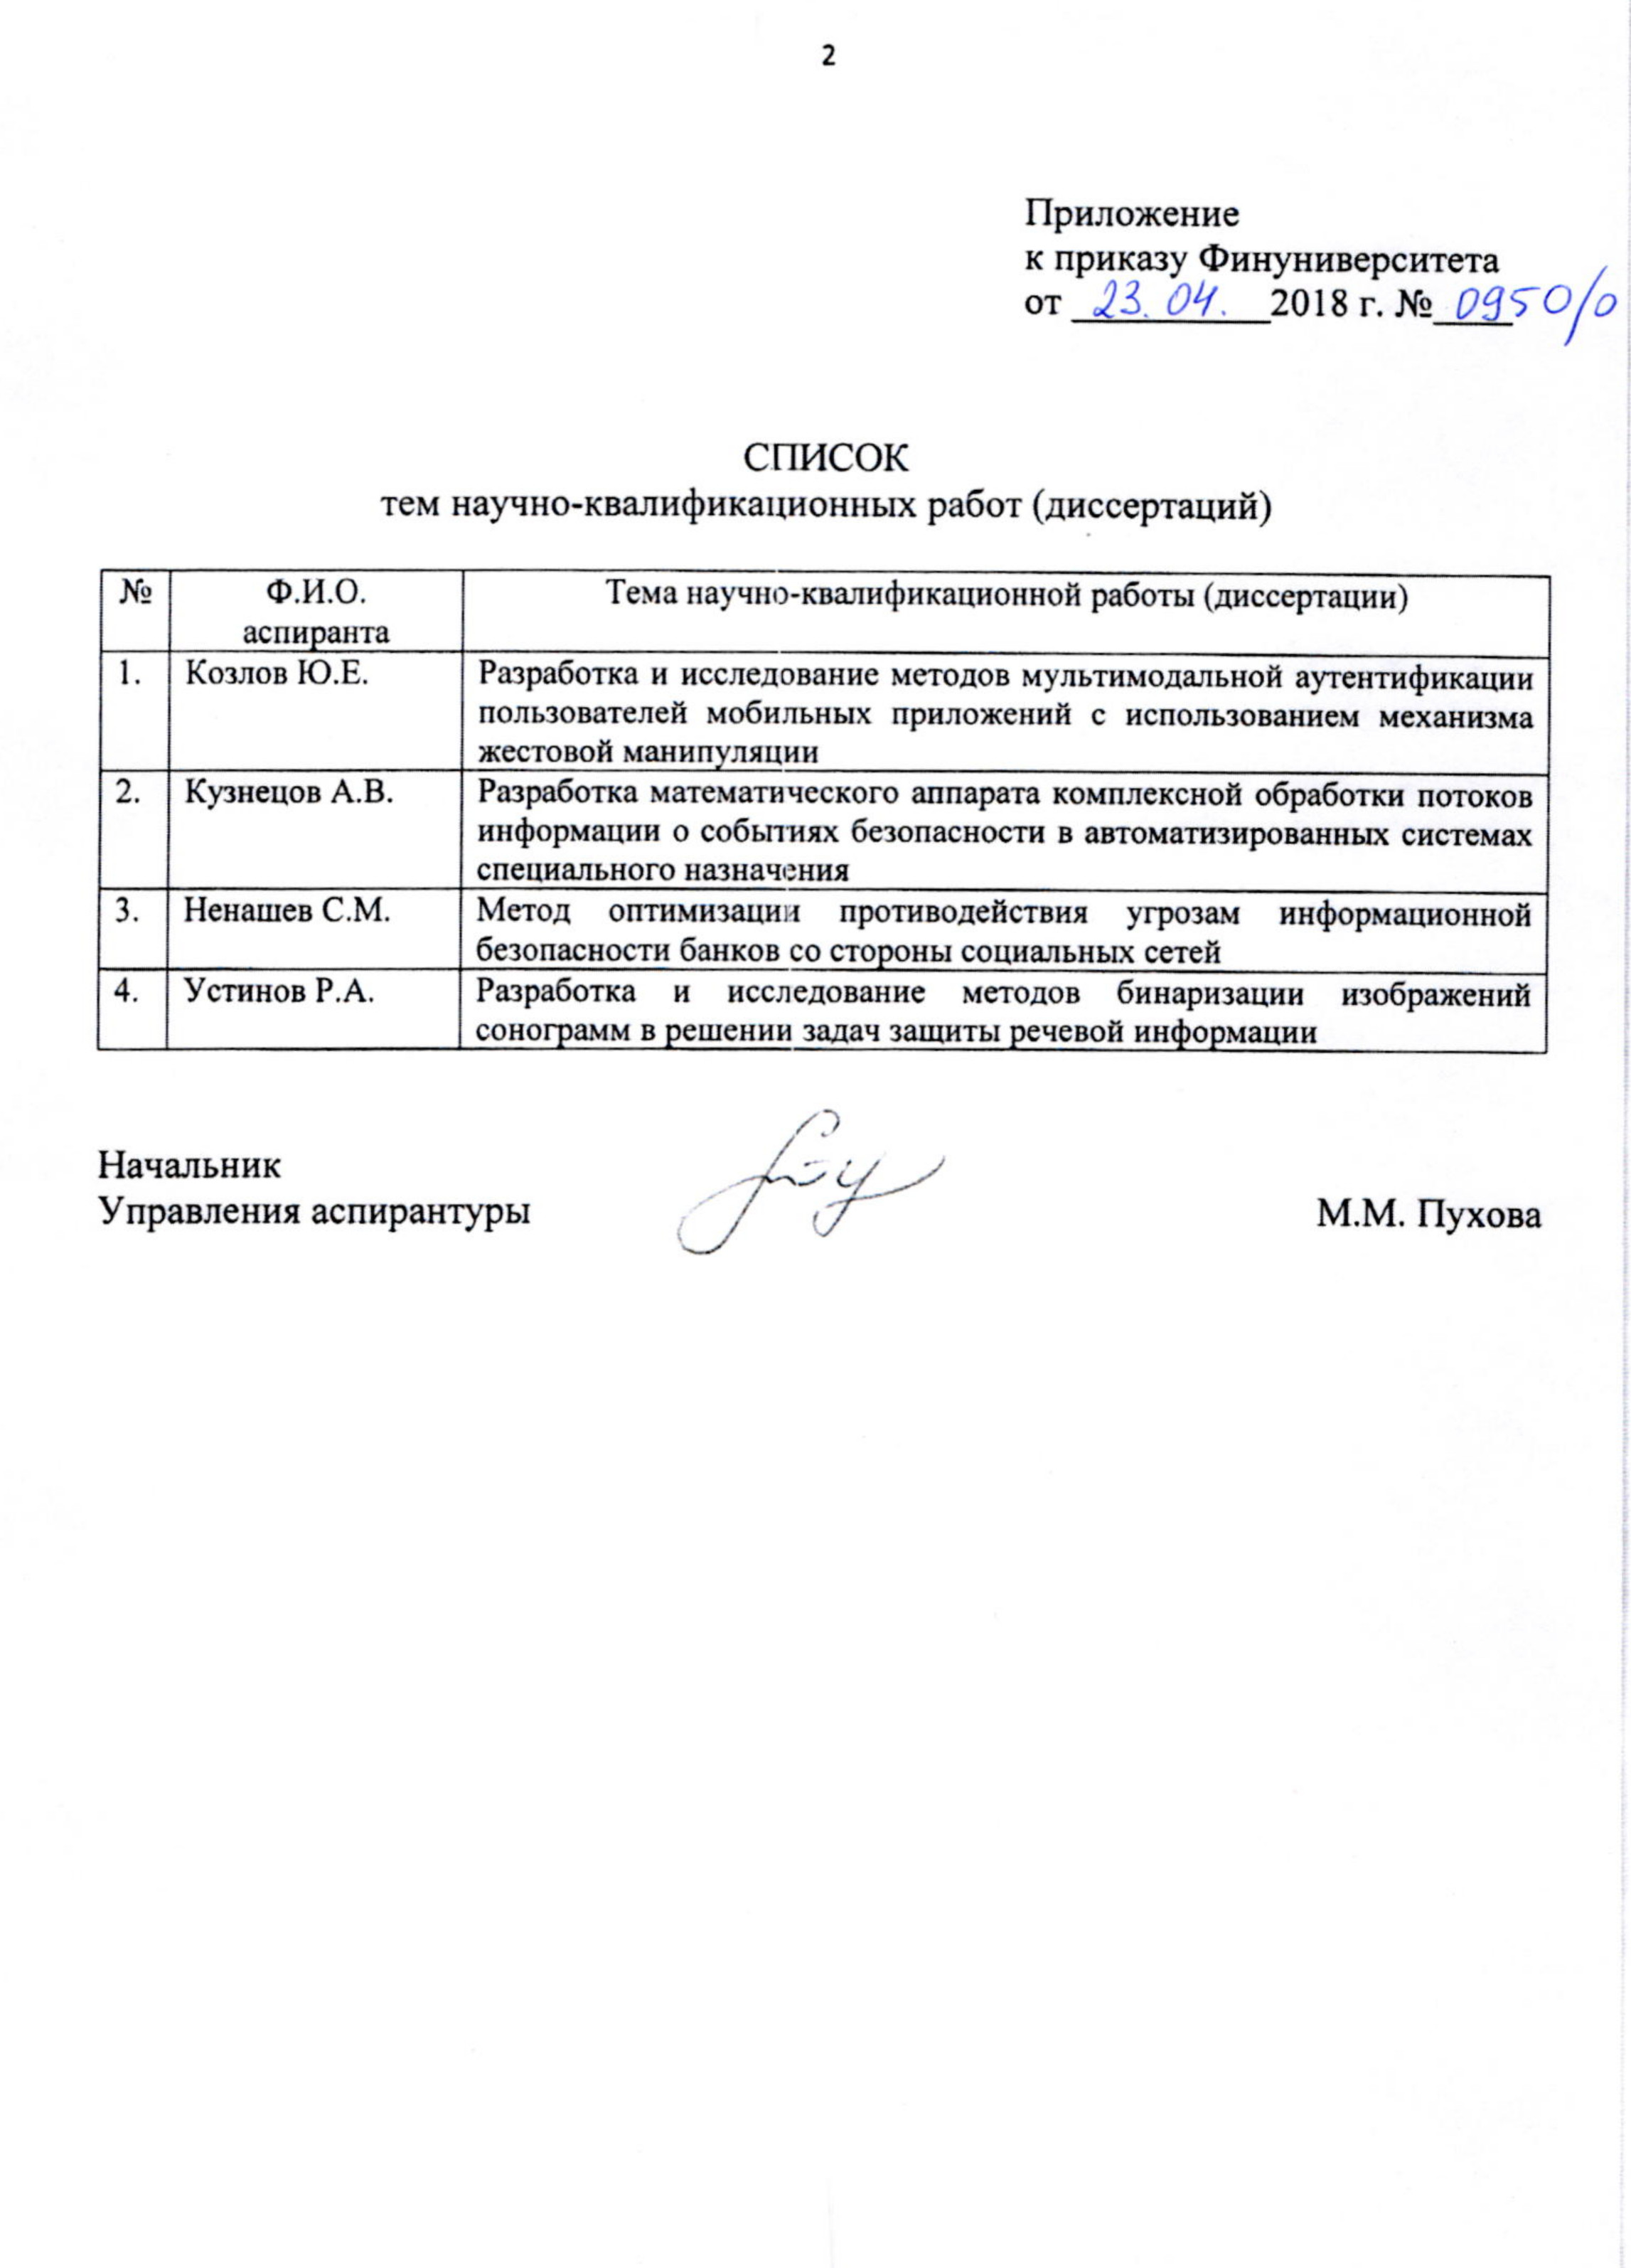 2
Приложение
к приказу Финуниверситета
от 23.04. 2018 г. № 0950/о
СПИСОК
тем научно-квалификационных работ (диссертаций)
№ Ф.И.О. аспиранта Тема научно-квалификационной работы (диссертации)
1. Козлов Ю.Е. Разработка и исследование методов мультимодальной аутентификации
пользователей мобильных приложений с использованием механизма
жестовой манипуляции
2. Кузнецов А.В. Разработка математического аппарата комплексной обработки потоков
информации о событиях безопасности в автоматизированных системах
специального назначения
3. Ненашев С.М. Метод оптимизации противодействия угрозам информационной
безопасности банков со стороны социальных сетей
4. Устинов Р.А. Разработка и исследование методов бинаризации изображений
сонограмм в решении задач защиты речевой информации
Начальник
Управления аспирантуры М.М. Пухова